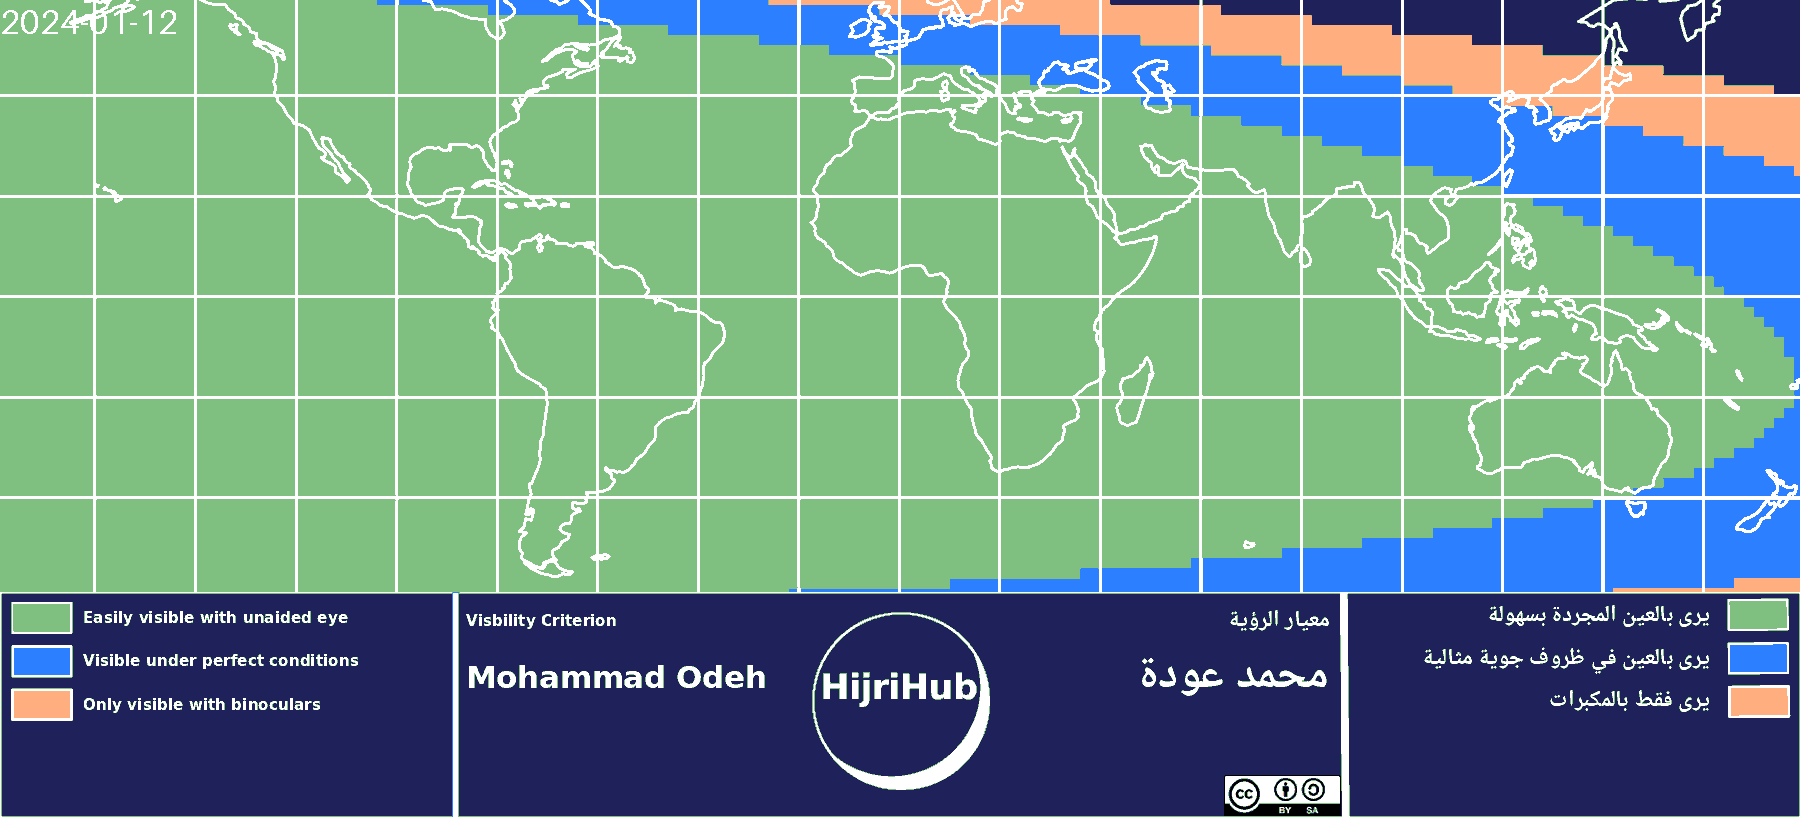 2024-01-12
Easily visible with unaided eye
Visible under perfect conditions
Only visible with binoculars
Visbility Criterion
Mohammad Odeh
HijriHub
معيار الرؤية
محمد عودة
cc
BY SA
يرى بالعين المجردة بسهولة
يرى بالعين في ظروف جوية مثالية
يرى فقط بالمكبرات